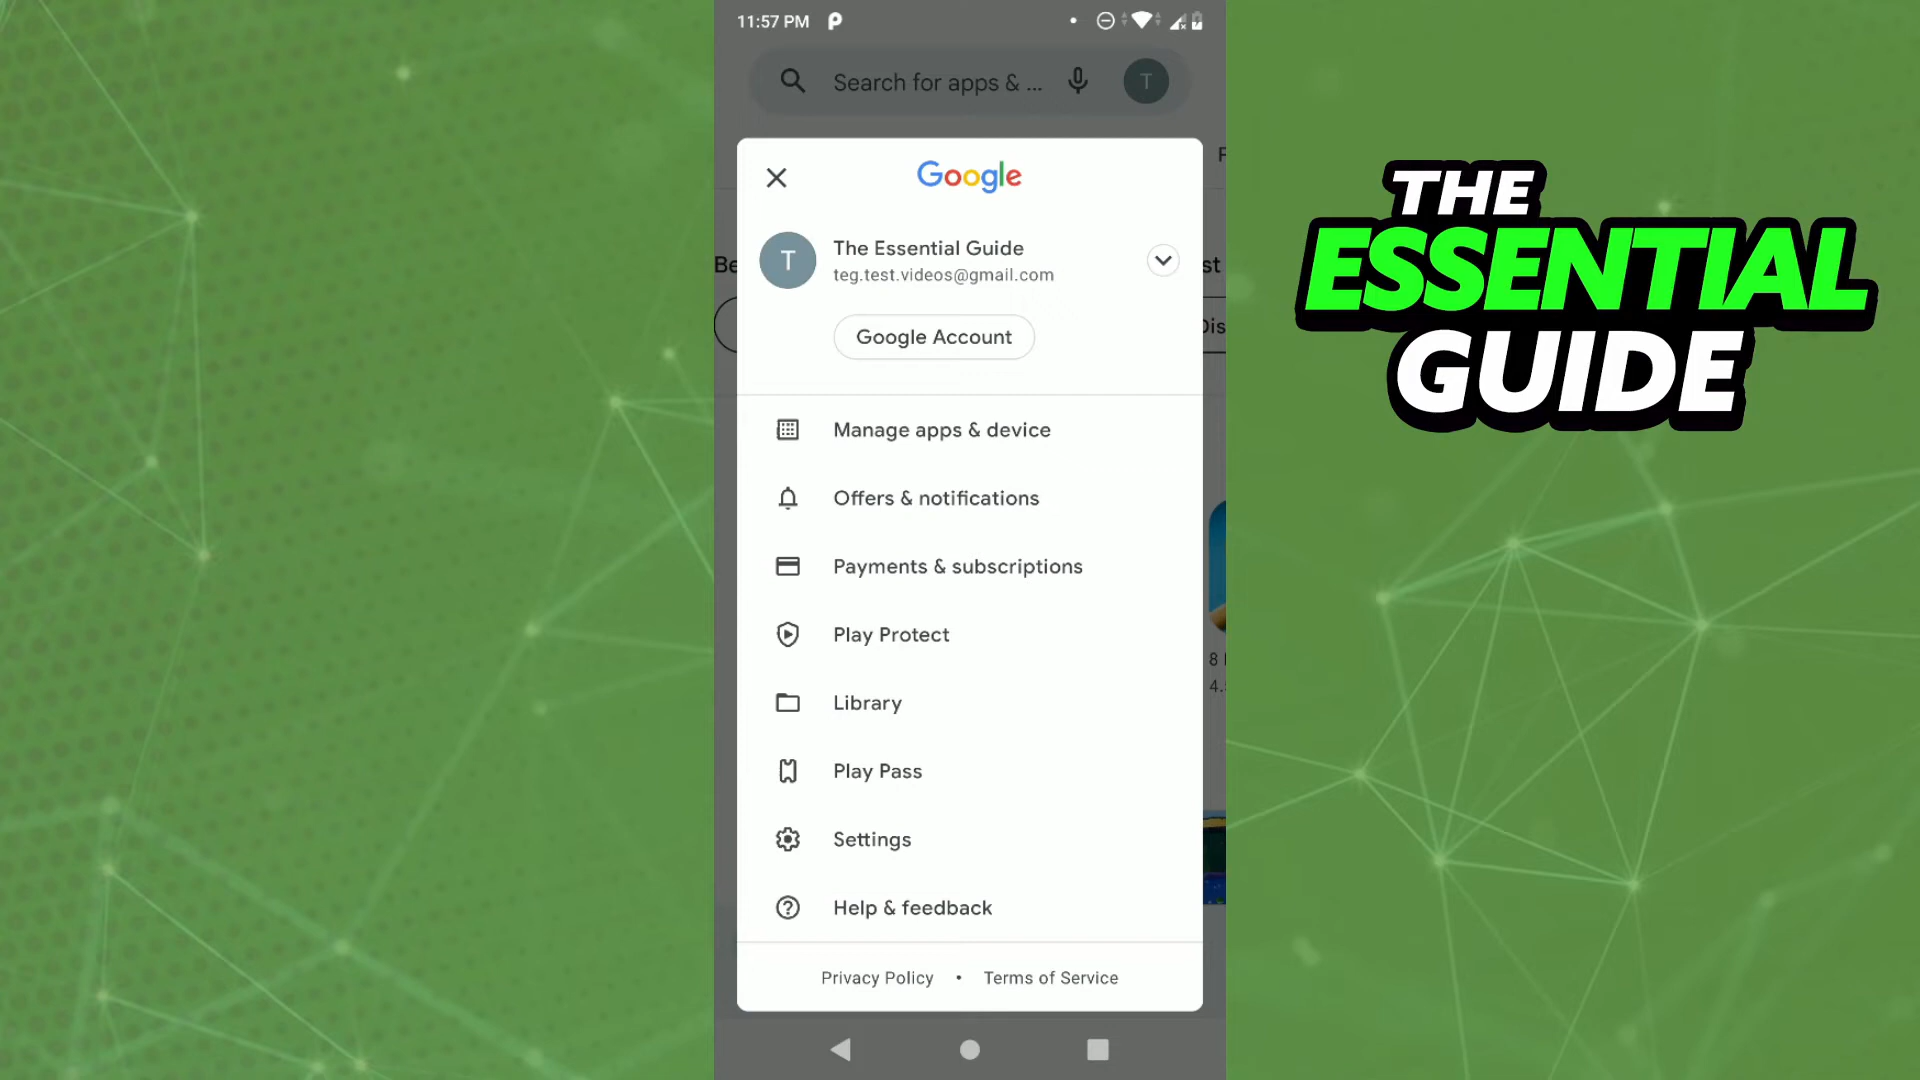 11:57 PM
Search for apps & ...
T
Google
T
The Essential Guide
teg.test.videos@gmail.com
Google Account
Manage apps & device
Offers & notifications
Payments & subscriptions
Play Protect
Library
Play Pass
Settings
Help & feedback
Privacy Policy • Terms of Service
THE
ESSENTIAL
GUIDE